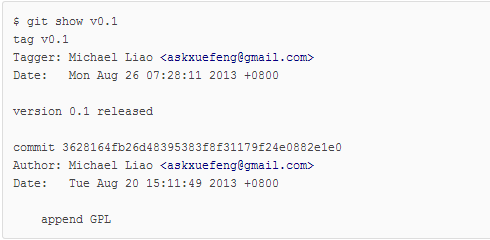 $ git show v0.1
tag v0.1
Tagger: Michael Liao <askxuefeng@gmail.com>
Date:   Mon Aug 26 07:28:11 2013 +0800

version 0.1 released

commit 3628164fb26d48395383f8f31179f24e0882e1e0
Author: Michael Liao <askxuefeng@gmail.com>
Date:   Tue Aug 20 15:11:49 2013 +0800

    append GPL